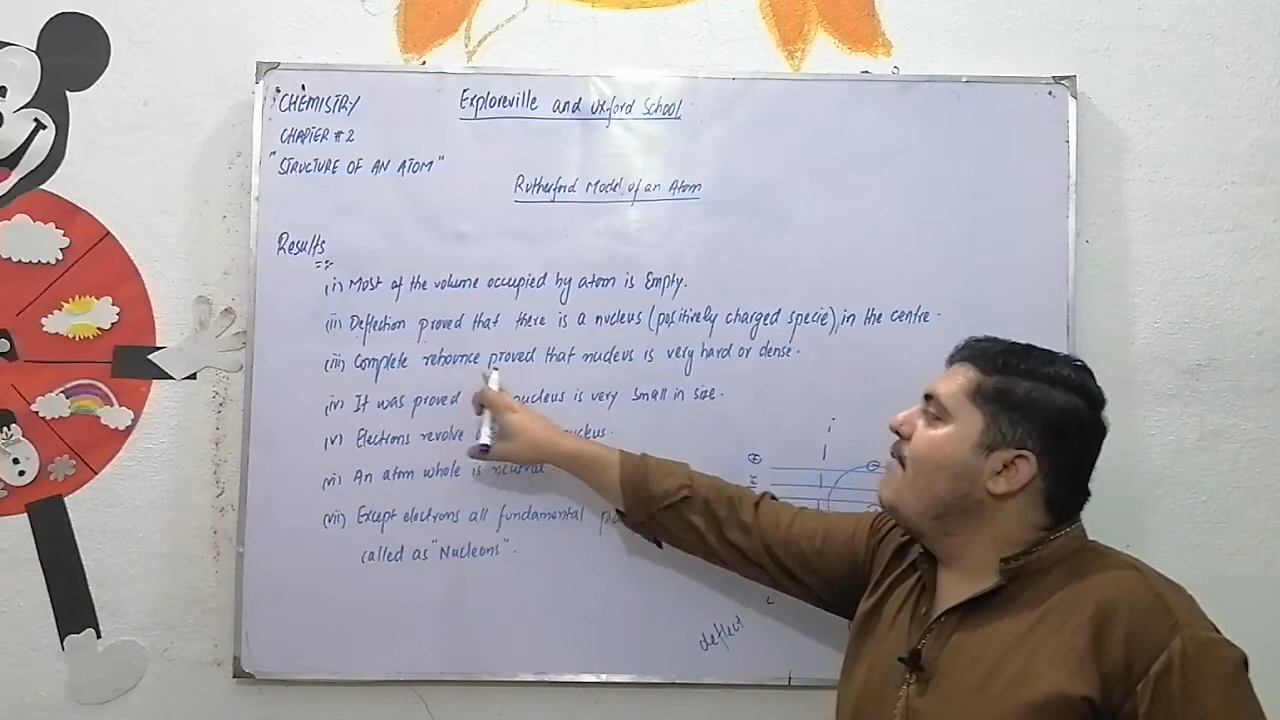 CHEMISTRY
Exploreville and Oxford School
CHAPTER # 2
"STRUCTURE OF AN ATOM"
Rutherford Model of an Atom
Results
(i) Most of the volume occupied by atom is Empty.
(ii) Deflection proved that there is a nucleus (positively charged specie), in the centre.
(iii) Complete rebounce proved that nucleus is very hard or dense.
(iv) It was proved nucleus is very small in size.
(v) Electrons revolve nucleus.
(vi) An atom whole is neutral
(vii) Except electrons all fundamental
called as "Nucleons".
deflect